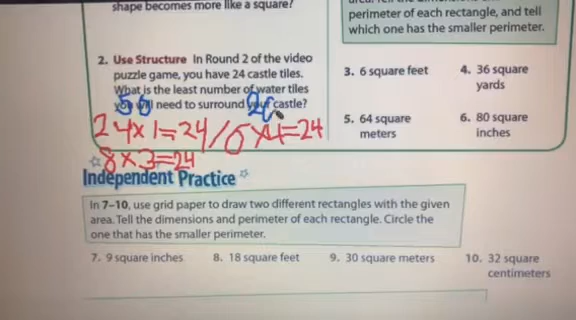 shape becomes more like a square?
2. Use Structure In Round 2 of the video
puzzle game, you have 24 castle tiles.
What is the least number of water tiles
you will need to surround your castle?
50 20
24x1=24/6x4=24
8x3=24
perimeter of each rectangle, and tell
which one has the smaller perimeter.
3. 6 square feet
4. 36 square
yards
5. 64 square
meters
6. 80 square
inches
Independent Practice
In 7–10, use grid paper to draw two different rectangles with the given
area. Tell the dimensions and perimeter of each rectangle. Circle the
one that has the smaller perimeter.
7. 9 square inches
8. 18 square feet
9. 30 square meters
10. 32 square
centimeters